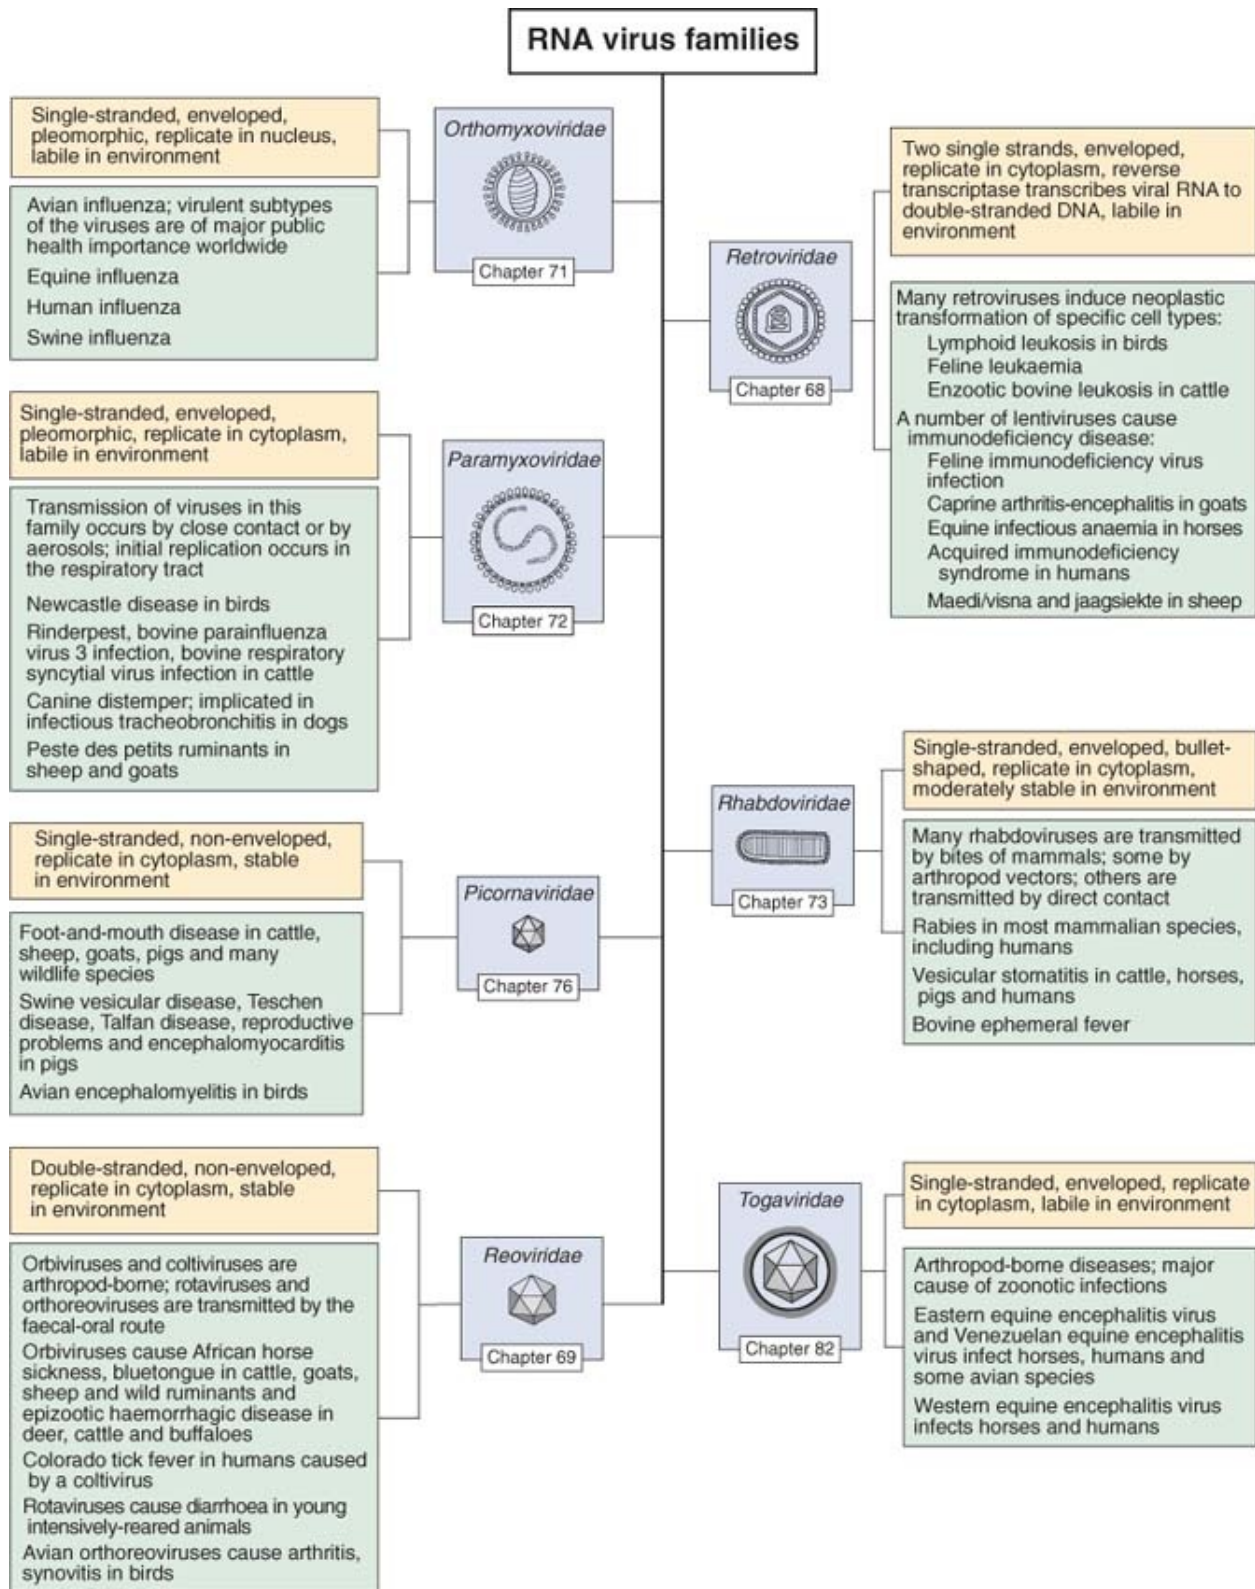 RNA virus families
Single-stranded, enveloped,
pleomorphic, replicate in nucleus,
labile in environment
Avian influenza; virulent subtypes
of the viruses are of major public
health importance worldwide
Equine influenza
Human influenza
Swine influenza
Orthomyxoviridae
Chapter 71
Two single strands, enveloped,
replicate in cytoplasm, reverse
transcriptase transcribes viral RNA to
double-stranded DNA, labile in
environment
Retroviridae
Chapter 68
Many retroviruses induce neoplastic
transformation of specific cell types:
Lymphoid leukosis in birds
Feline leukaemia
Enzootic bovine leukosis in cattle
A number of lentiviruses cause
immunodeficiency disease:
Feline immunodeficiency virus
infection
Caprine arthritis-encephalitis in goats
Equine infectious anaemia in horses
Acquired immunodeficiency
syndrome in humans
Maedi/visna and jaagsiekte in sheep
Single-stranded, enveloped,
pleomorphic, replicate in cytoplasm,
labile in environment
Paramyxoviridae
Chapter 72
Transmission of viruses in this
family occurs by close contact or by
aerosols; initial replication occurs in
the respiratory tract
Newcastle disease in birds
Rinderpest, bovine parainfluenza
virus 3 infection, bovine respiratory
syncytial virus infection in cattle
Canine distemper; implicated in
infectious tracheobronchitis in dogs
Peste des petits ruminants in
sheep and goats
Single-stranded, enveloped, bullet-
shaped, replicate in cytoplasm,
moderately stable in environment
Rhabdoviridae
Chapter 73
Many rhabdoviruses are transmitted
by bites of mammals; some by
arthropod vectors; others are
transmitted by direct contact
Rabies in most mammalian species,
including humans
Vesicular stomatitis in cattle, horses,
pigs and humans
Bovine ephemeral fever
Single-stranded, non-enveloped,
replicate in cytoplasm, stable
in environment
Picornaviridae
Chapter 76
Foot-and-mouth disease in cattle,
sheep, goats, pigs and many
wildlife species
Swine vesicular disease, Teschen
disease, Talfan disease, reproductive
problems and encephalomyocarditis
in pigs
Avian encephalomyelitis in birds
Double-stranded, non-enveloped,
replicate in cytoplasm, stable
in environment
Reoviridae
Chapter 69
Orbiviruses and coltiviruses are
arthropod-borne; rotaviruses and
orthoreoviruses are transmitted by the
faecal-oral route
Orbiviruses cause African horse
sickness, bluetongue in cattle, goats,
sheep and wild ruminants and
epizootic haemorrhagic disease in
deer, cattle and buffaloes
Colorado tick fever in humans caused
by a coltivirus
Rotaviruses cause diarrhoea in young
intensively-reared animals
Avian orthoreoviruses cause arthritis,
synovitis in birds
Togaviridae
Chapter 82
Single-stranded, enveloped, replicate
in cytoplasm, labile in environment
Arthropod-borne diseases; major
cause of zoonotic infections
Eastern equine encephalitis virus
and Venezuelan equine encephalitis
virus infect horses, humans and
some avian species
Western equine encephalitis virus
infects horses and humans